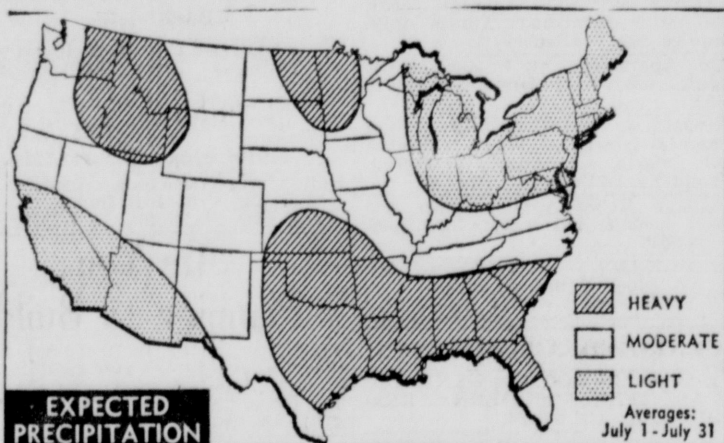 HEAVY
MODERATE
LIGHT
Averages:
July 1 - July 31
EXPECTED
PRECIPITATION